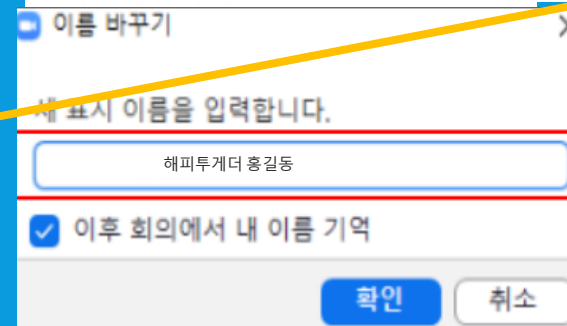 이름 바꾸기
새 표시 이름을 입력합니다.
해피투게더 홍길동
이후 회의에서 내 이름 기억
확인 취소